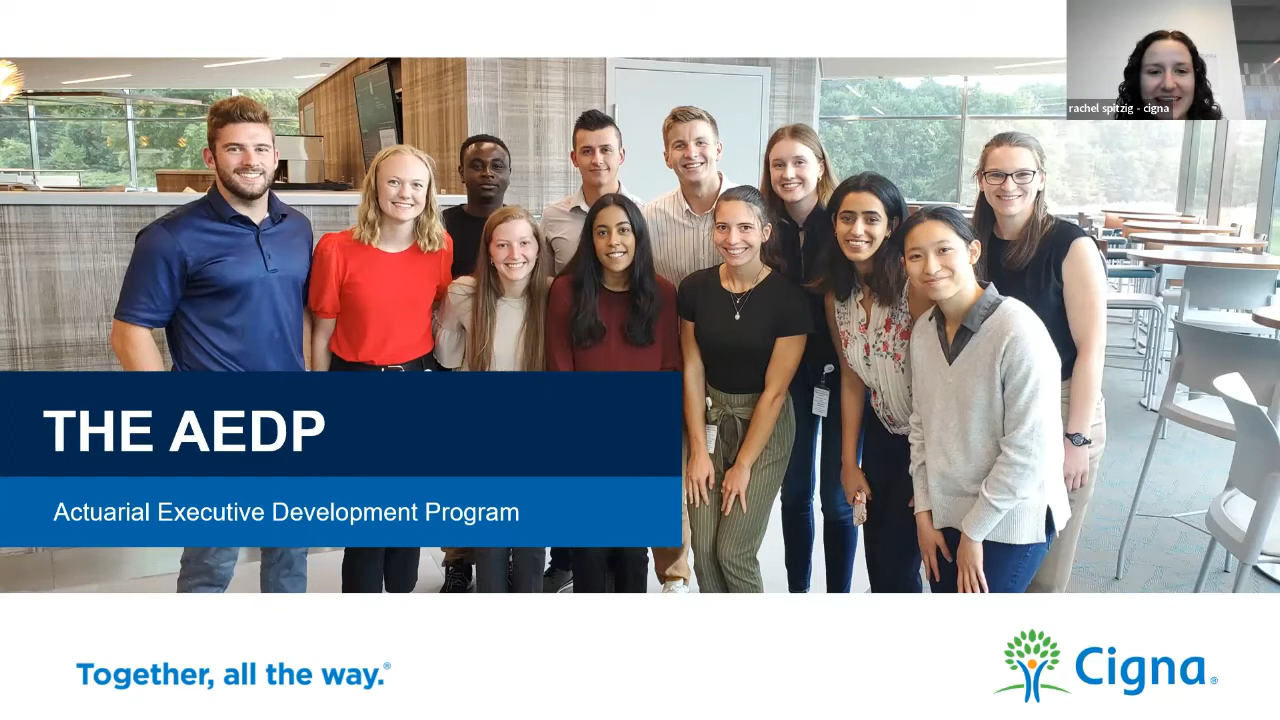 rachel spitzig - cigna
THE AEDP
Actuarial Executive Development Program
Together, all the way.®
Cigna®